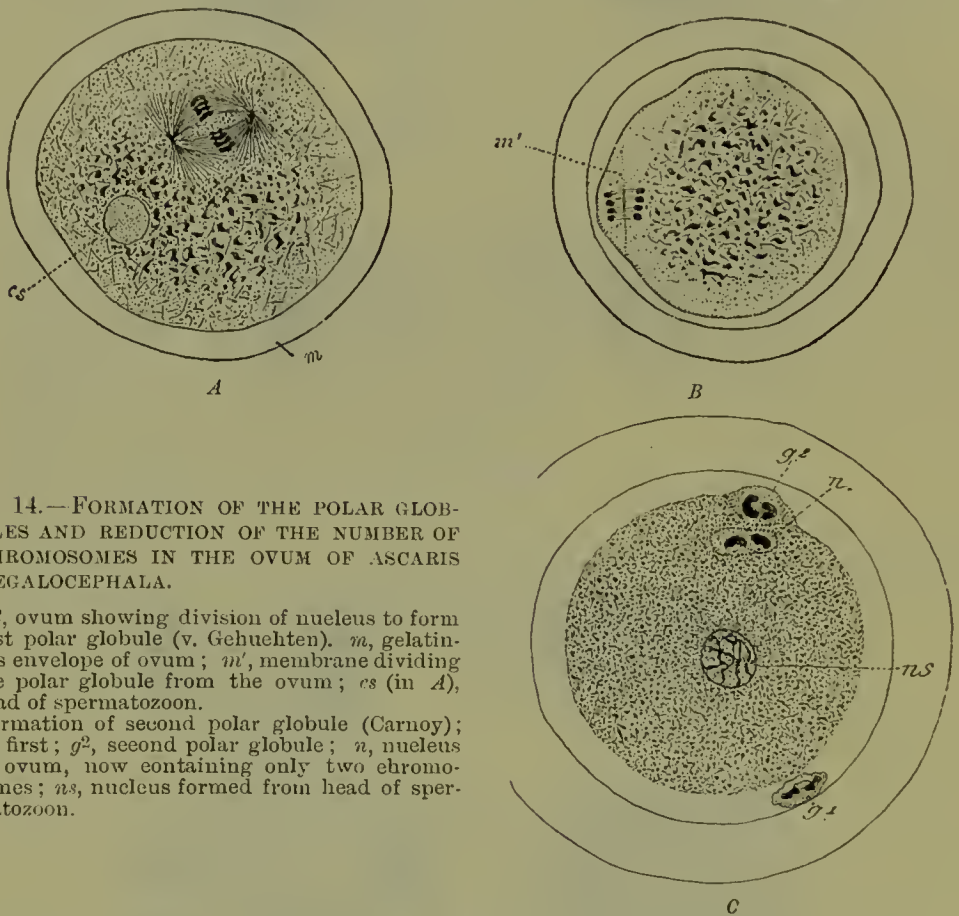 m'
cs
m
A
B
14.—FORMATION OF THE POLAR GLOB-
LES AND REDUCTION OF THE NUMBER OF
HROMOSOMES IN THE OVUM OF ASCARIS
EGALOCEPHALA.
, ovum showing division of nucleus to form
st polar globule (v. Gehuchten). m, gelatin-
s envelope of ovum ; m', membrane dividing
e polar globule from the ovum ; cs (in A),
ad of spermatozoon.
rmation of second polar globule (Carnoy);
first ; g², second polar globule ; n, nucleus
ovum, now containing only two chromo-
mes ; ns, nucleus formed from head of sper-
tozoon.
g²
n.
ns
g¹
C